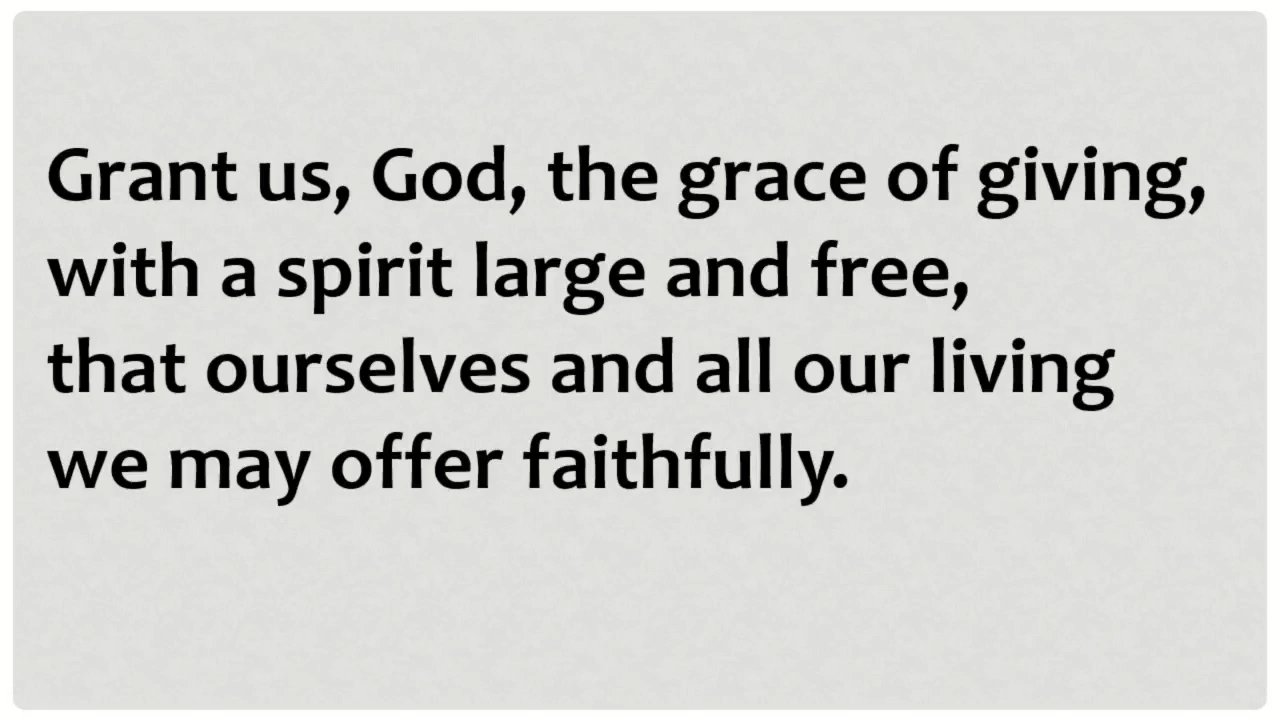 Grant us, God, the grace of giving,
with a spirit large and free,
that ourselves and all our living
we may offer faithfully.